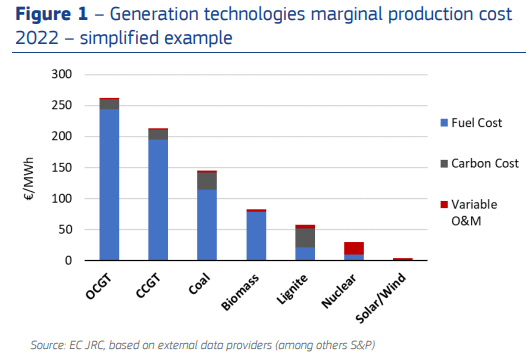 Figure 1 – Generation technologies marginal production cost
2022 – simplified example
300
250
200
150
100
50
0
€/MWh
OCGT
CCGT
Coal
Biomass
Lignite
Nuclear
Solar/Wind
Fuel Cost
Carbon Cost
Variable
O&M
Source: EC JRC, based on external data providers (among others S&P)